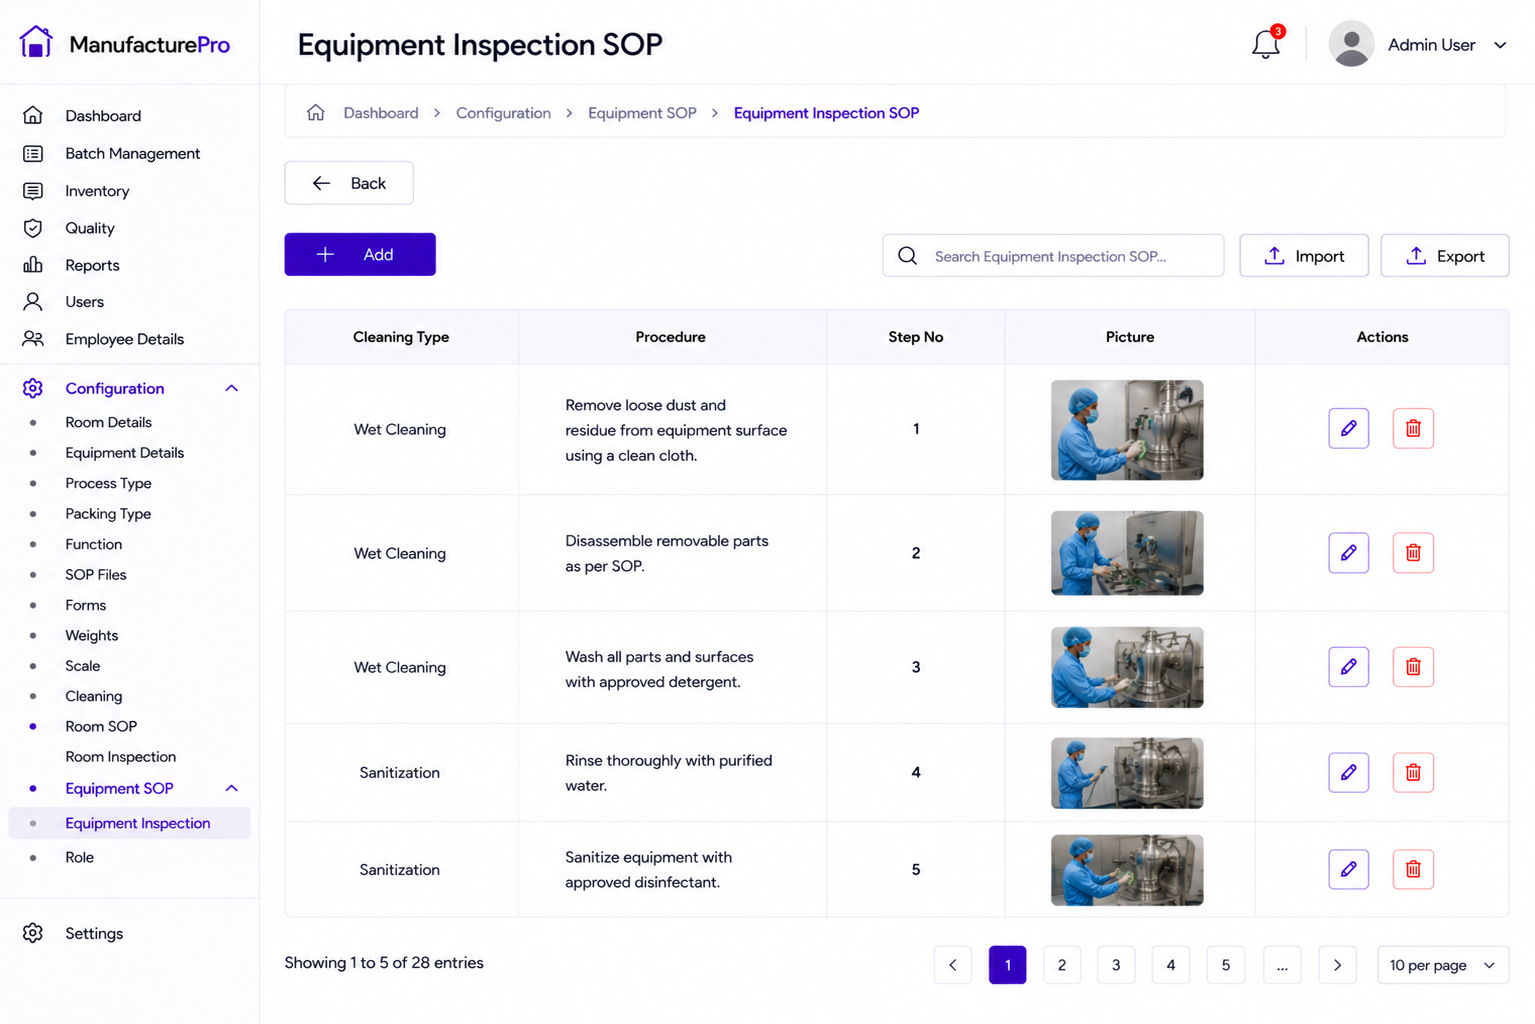 ManufacturePro
Equipment Inspection SOP
3
Admin User
Dashboard
Batch Management
Inventory
Quality
Reports
Users
Employee Details
Configuration
Room Details
Equipment Details
Process Type
Packing Type
Function
SOP Files
Forms
Weights
Scale
Cleaning
Room SOP
Room Inspection
Equipment SOP
Equipment Inspection
Role
Settings
Dashboard > Configuration > Equipment SOP > Equipment Inspection SOP
Back
Add
Search Equipment Inspection SOP...
Import
Export
Cleaning Type Procedure Step No Picture Actions
Wet Cleaning
Remove loose dust and
residue from equipment surface
using a clean cloth.
1
Wet Cleaning
Disassemble removable parts
as per SOP.
2
Wet Cleaning
Wash all parts and surfaces
with approved detergent.
3
Sanitization
Rinse thoroughly with purified
water.
4
Sanitization
Sanitize equipment with
approved disinfectant.
5
Showing 1 to 5 of 28 entries
1 2 3 4 5 ...
10 per page